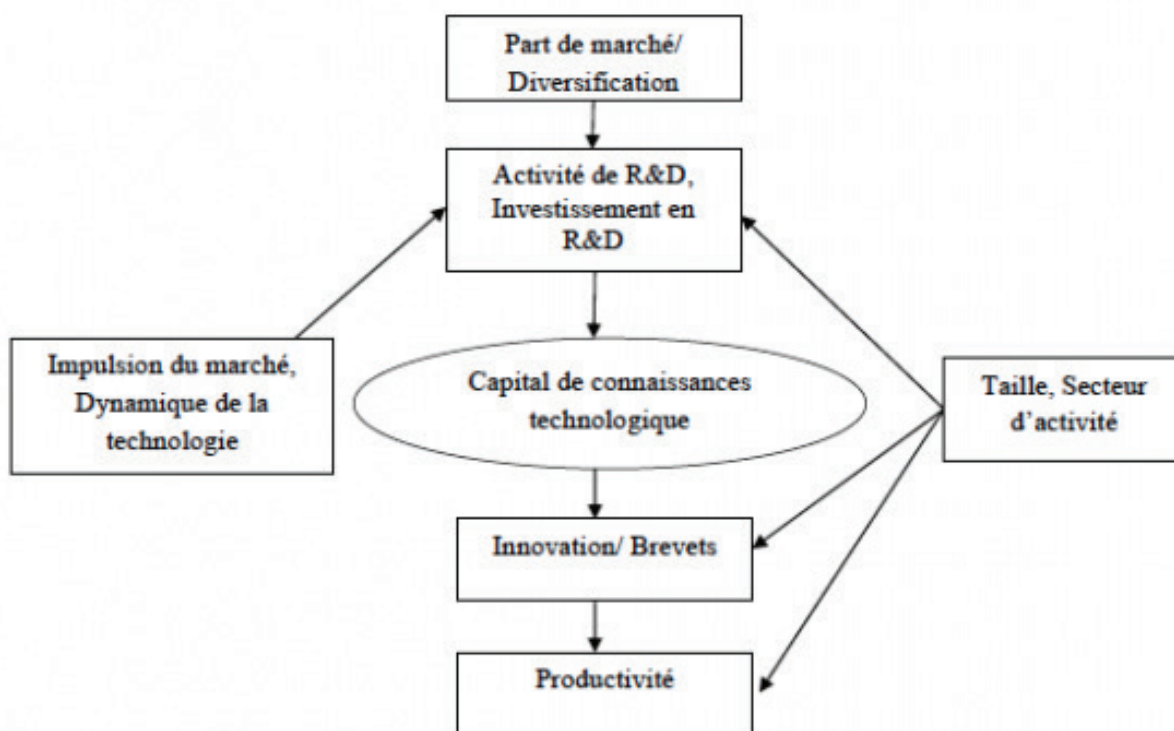 Part de marché/
Diversification
Activité de R&D,
Investissement en
R&D
Impulsion du marché,
Dynamique de la
technologie
Capital de connaissances
technologique
Taille, Secteur
d’activité
Innovation/ Brevets
Productivité